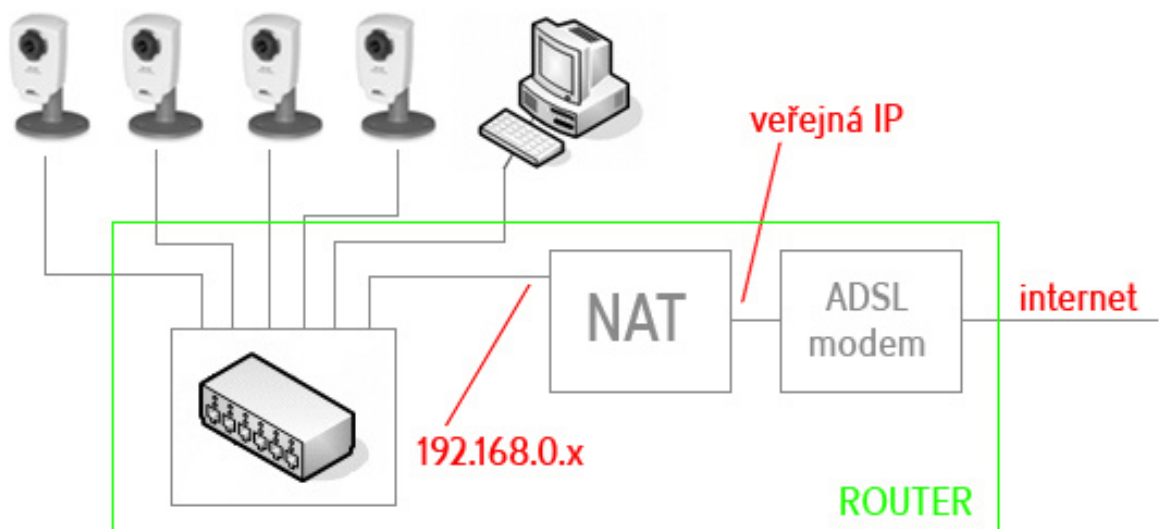 veřejná IP
NAT
ADSL
modem
internet
192.168.0.x
ROUTER